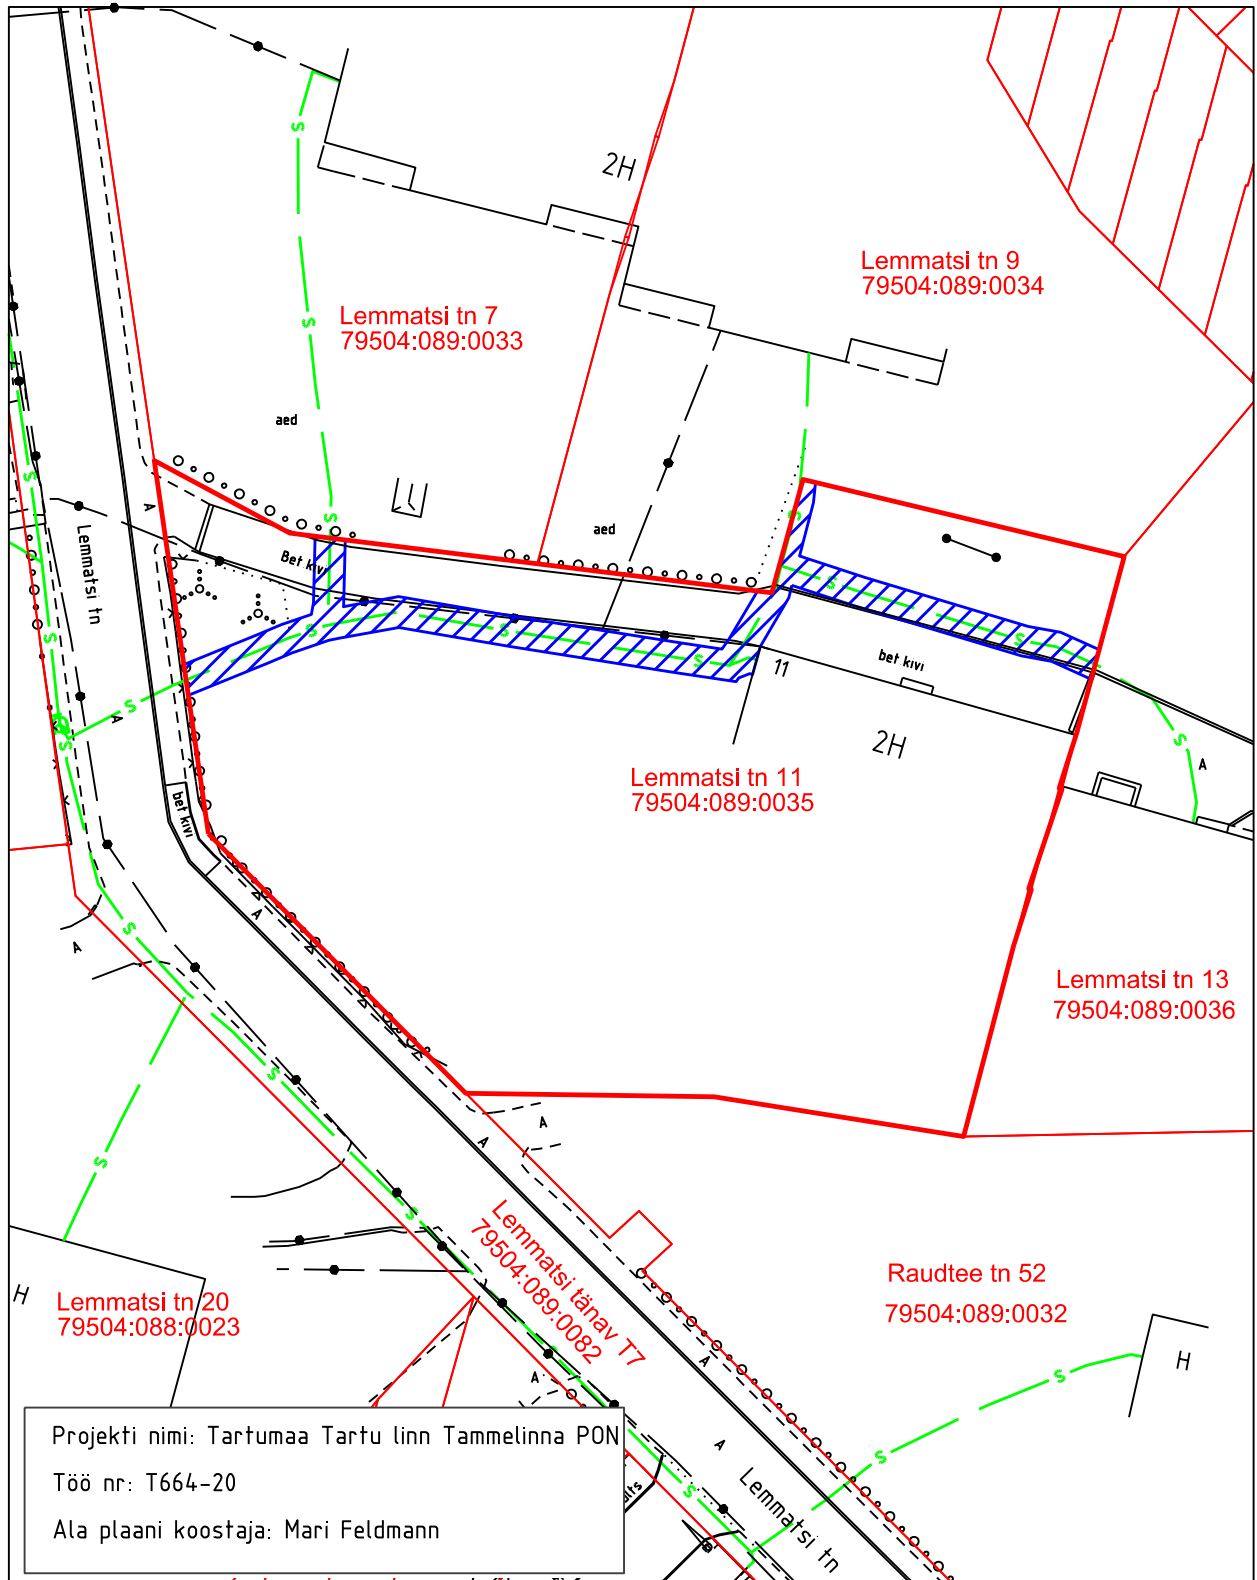 2H
Lemmatsi tn 9
79504:089:0034
Lemmatsi tn 7
79504:089:0033
aed
aed
A
Lemmatsi tn
Bet kivi
S
S
S
S
S
S
S
S
S
S
S
S
S
S
bet kivi
11
2H
A
A
Lemmatsi tn 11
79504:089:0035
bet kivi
A
A
S
Lemmatsi tn 13
79504:089:0036
S
A
A
S
S
Lemmatsi tänav T7
79504:089:0082
Raudtee tn 52
79504:089:0032
H
Lemmatsi tn 20
79504:088:0023
A
H
A
S
S
A
S
Lemmatsi tn
Projekti nimi: Tartumaa Tartu linn Tammelinna PON
Töö nr: T664-20
Ala plaani koostaja: Mari Feldmann